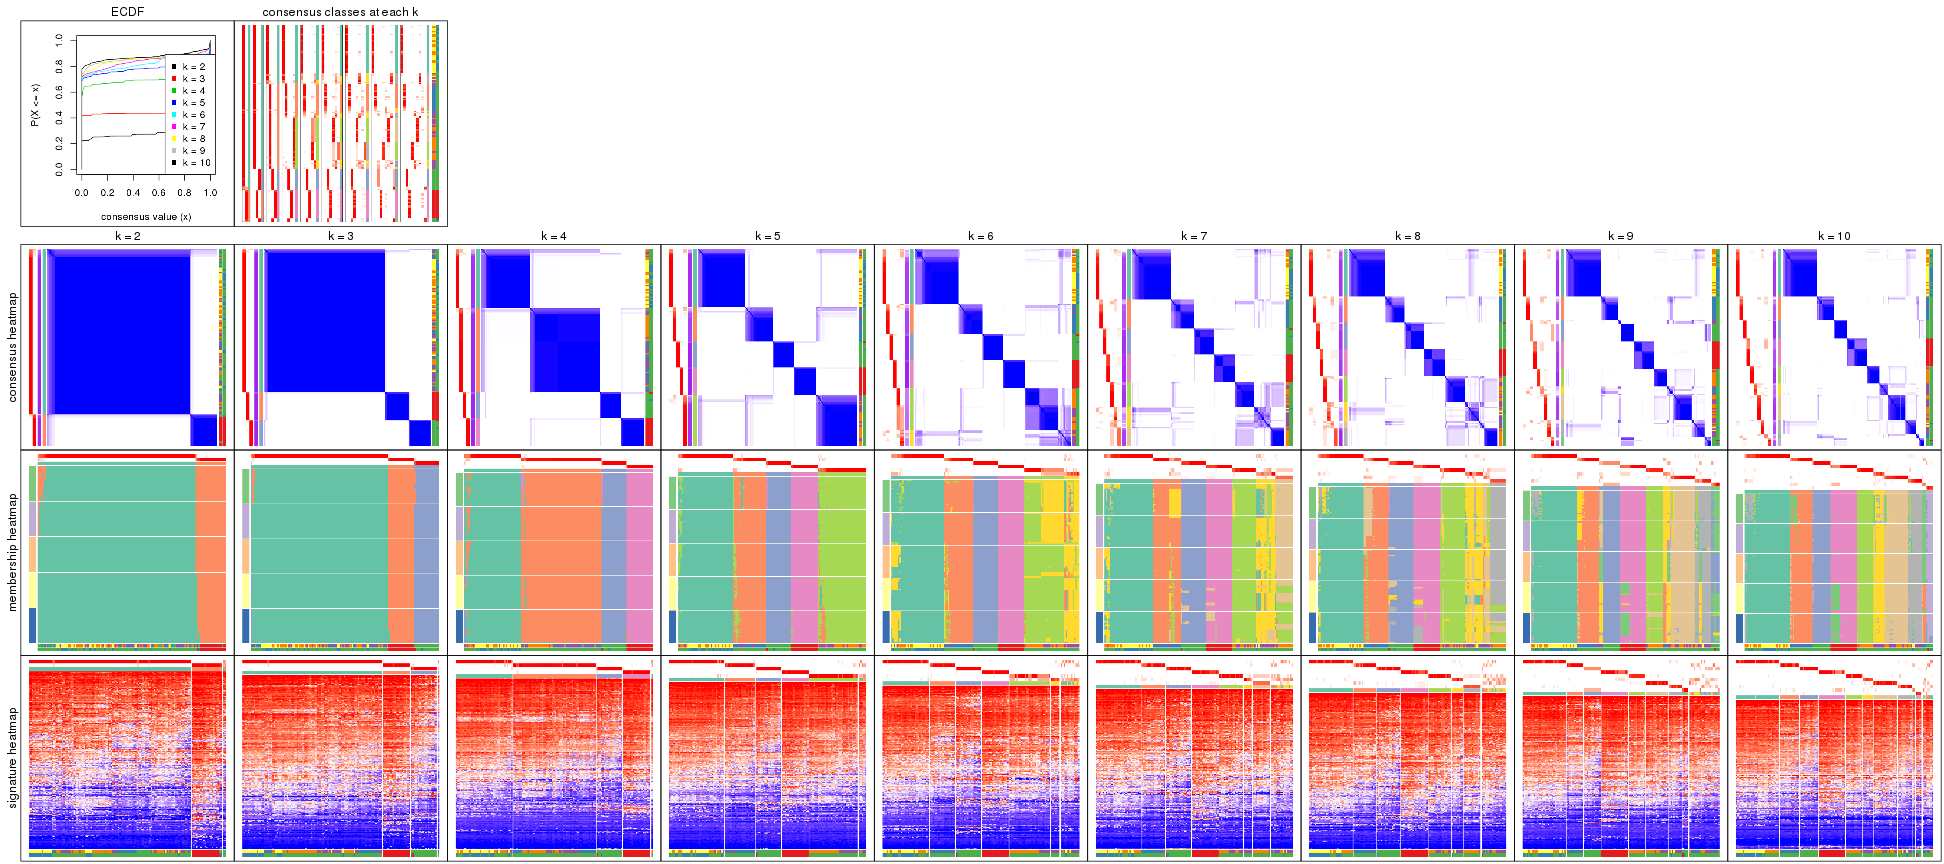 ECDF
consensus classes at each k
P(X <= x)
0.0
0.2
0.4
0.6
0.8
1.0
k = 2
k = 3
k = 4
k = 5
k = 6
k = 7
k = 8
k = 9
k = 10
0.0 0.2 0.4 0.6 0.8 1.0
consensus value (x)
k = 2 k = 3 k = 4 k = 5 k = 6 k = 7 k = 8 k = 9 k = 10
consensus heatmap
membership heatmap
signature heatmap